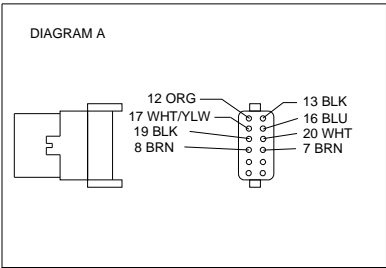 DIAGRAM A
12 ORG
13 BLK
17 WHT/YLW
16 BLU
19 BLK
20 WHT
8 BRN
7 BRN